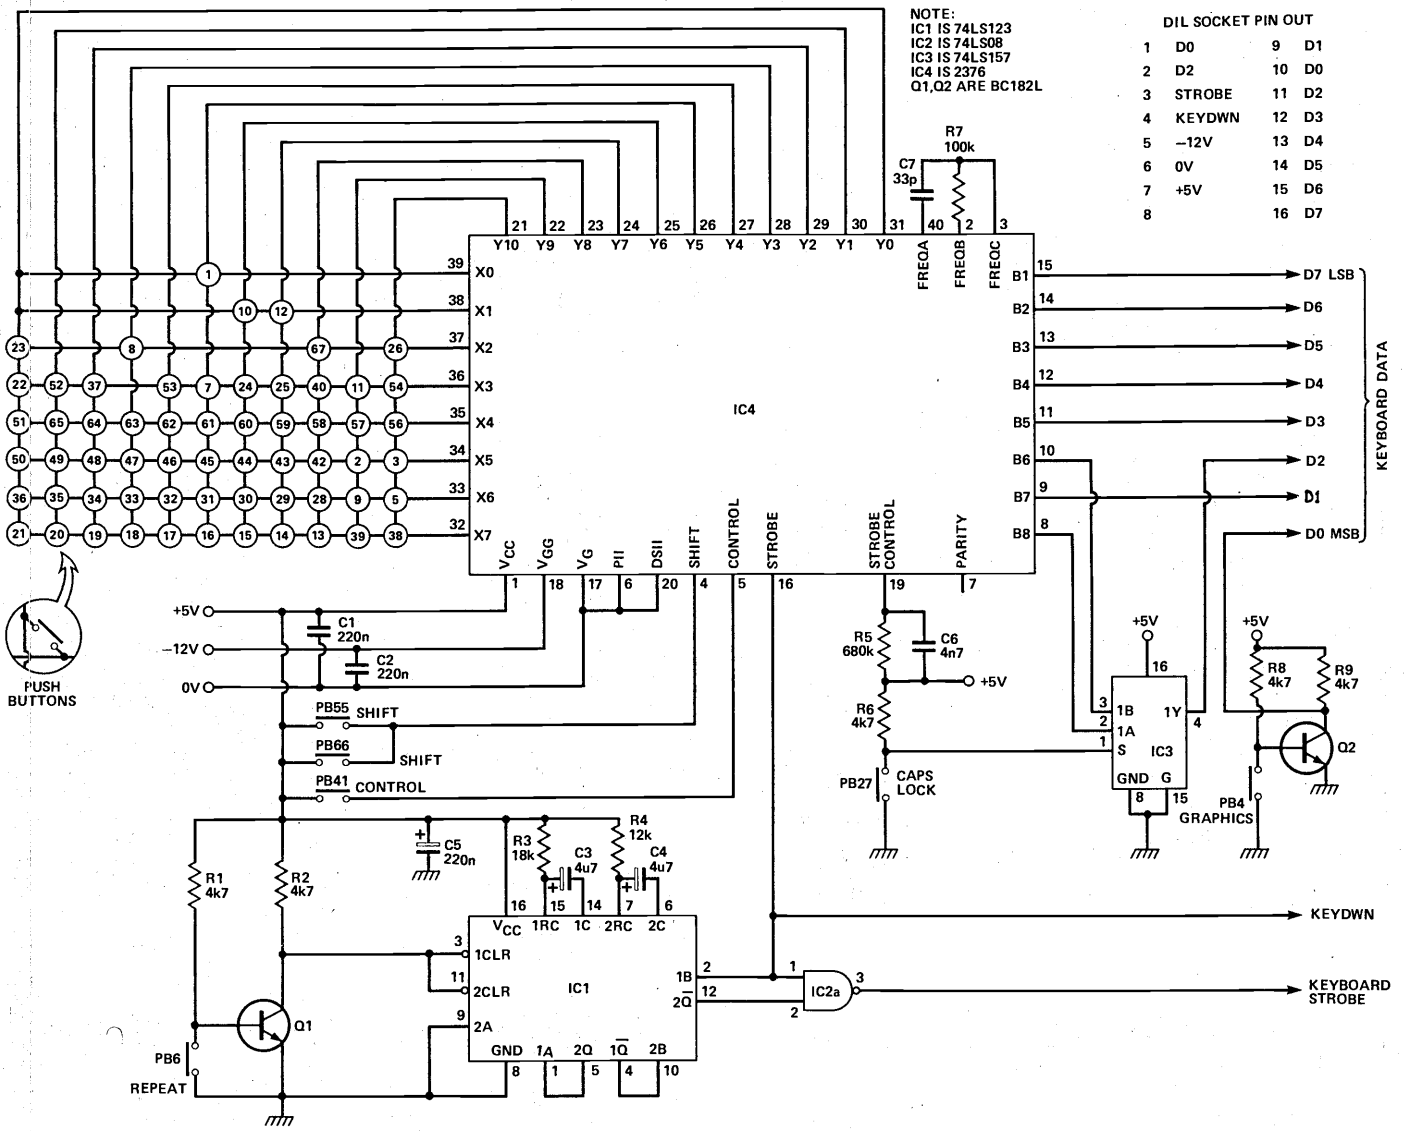 NOTE:
IC1 IS 74LS123
IC2 IS 74LS08
IC3 IS 74LS157
IC4 IS 2376
Q1,Q2 ARE BC182L
DIL SOCKET PIN OUT
1 D0 9 D1
2 D2 10 D0
3 STROBE 11 D2
4 KEYDWN 12 D3
5 −12V 13 D4
6 0V 14 D5
7 +5V 15 D6
8 16 D7
R7
100k
C7
33p
21 22 23 24 25 26 27 28 29 30 31 40 2 3
Y10 Y9 Y8 Y7 Y6 Y5 Y4 Y3 Y2 Y1 Y0 FREQA FREQB FREQC
1 39 X0
10 12 38 X1
23 8 67 26 37 X2
22 52 37 53 7 24 25 40 11 54 36 X3
51 65 64 63 62 61 60 59 58 57 56 35 X4
50 49 48 47 46 45 44 43 42 2 3 34 X5
36 35 34 33 32 31 30 29 28 9 5 33 X6
21 20 19 18 17 16 15 14 13 39 38 32 X7
IC4
B1 15 D7 LSB
B2 14 D6
B3 13 D5
B4 12 D4
B5 11 D3
B6 10 D2
B7 9 D1
B8 8 D0 MSB
KEYBOARD DATA
VCC VGG VG PII DSII SHIFT CONTROL STROBE STROBE CONTROL PARITY
1 18 17 6 20 4 5 16 19 7
PUSH
BUTTONS
+5V
−12V
0V
C1
220n
C2
220n
PB55 SHIFT
PB66 SHIFT
PB41 CONTROL
R5
680k
C6
4n7
+5V
R6
4k7
PB27 CAPS
LOCK
+5V
16
3 1B 1Y 4
2 1A
1 S IC3
GND G
8 15
+5V
R8
4k7
R9
4k7
Q2
PB4
GRAPHICS
R1
4k7
R2
4k7
C5
220n
+
R3
18k
C3
4u7
+
R4
12k
C4
4u7
+
16 15 14 7 6
VCC 1RC 1C 2RC 2C
3 1CLR
11 2CLR
9 2A
IC1
1B 2
2Q 12
GND 1A 2Q 1Q 2B
8 1 5 4 10
Q1
PB6
REPEAT
1
2
IC2a
3
KEYDWN
KEYBOARD
STROBE